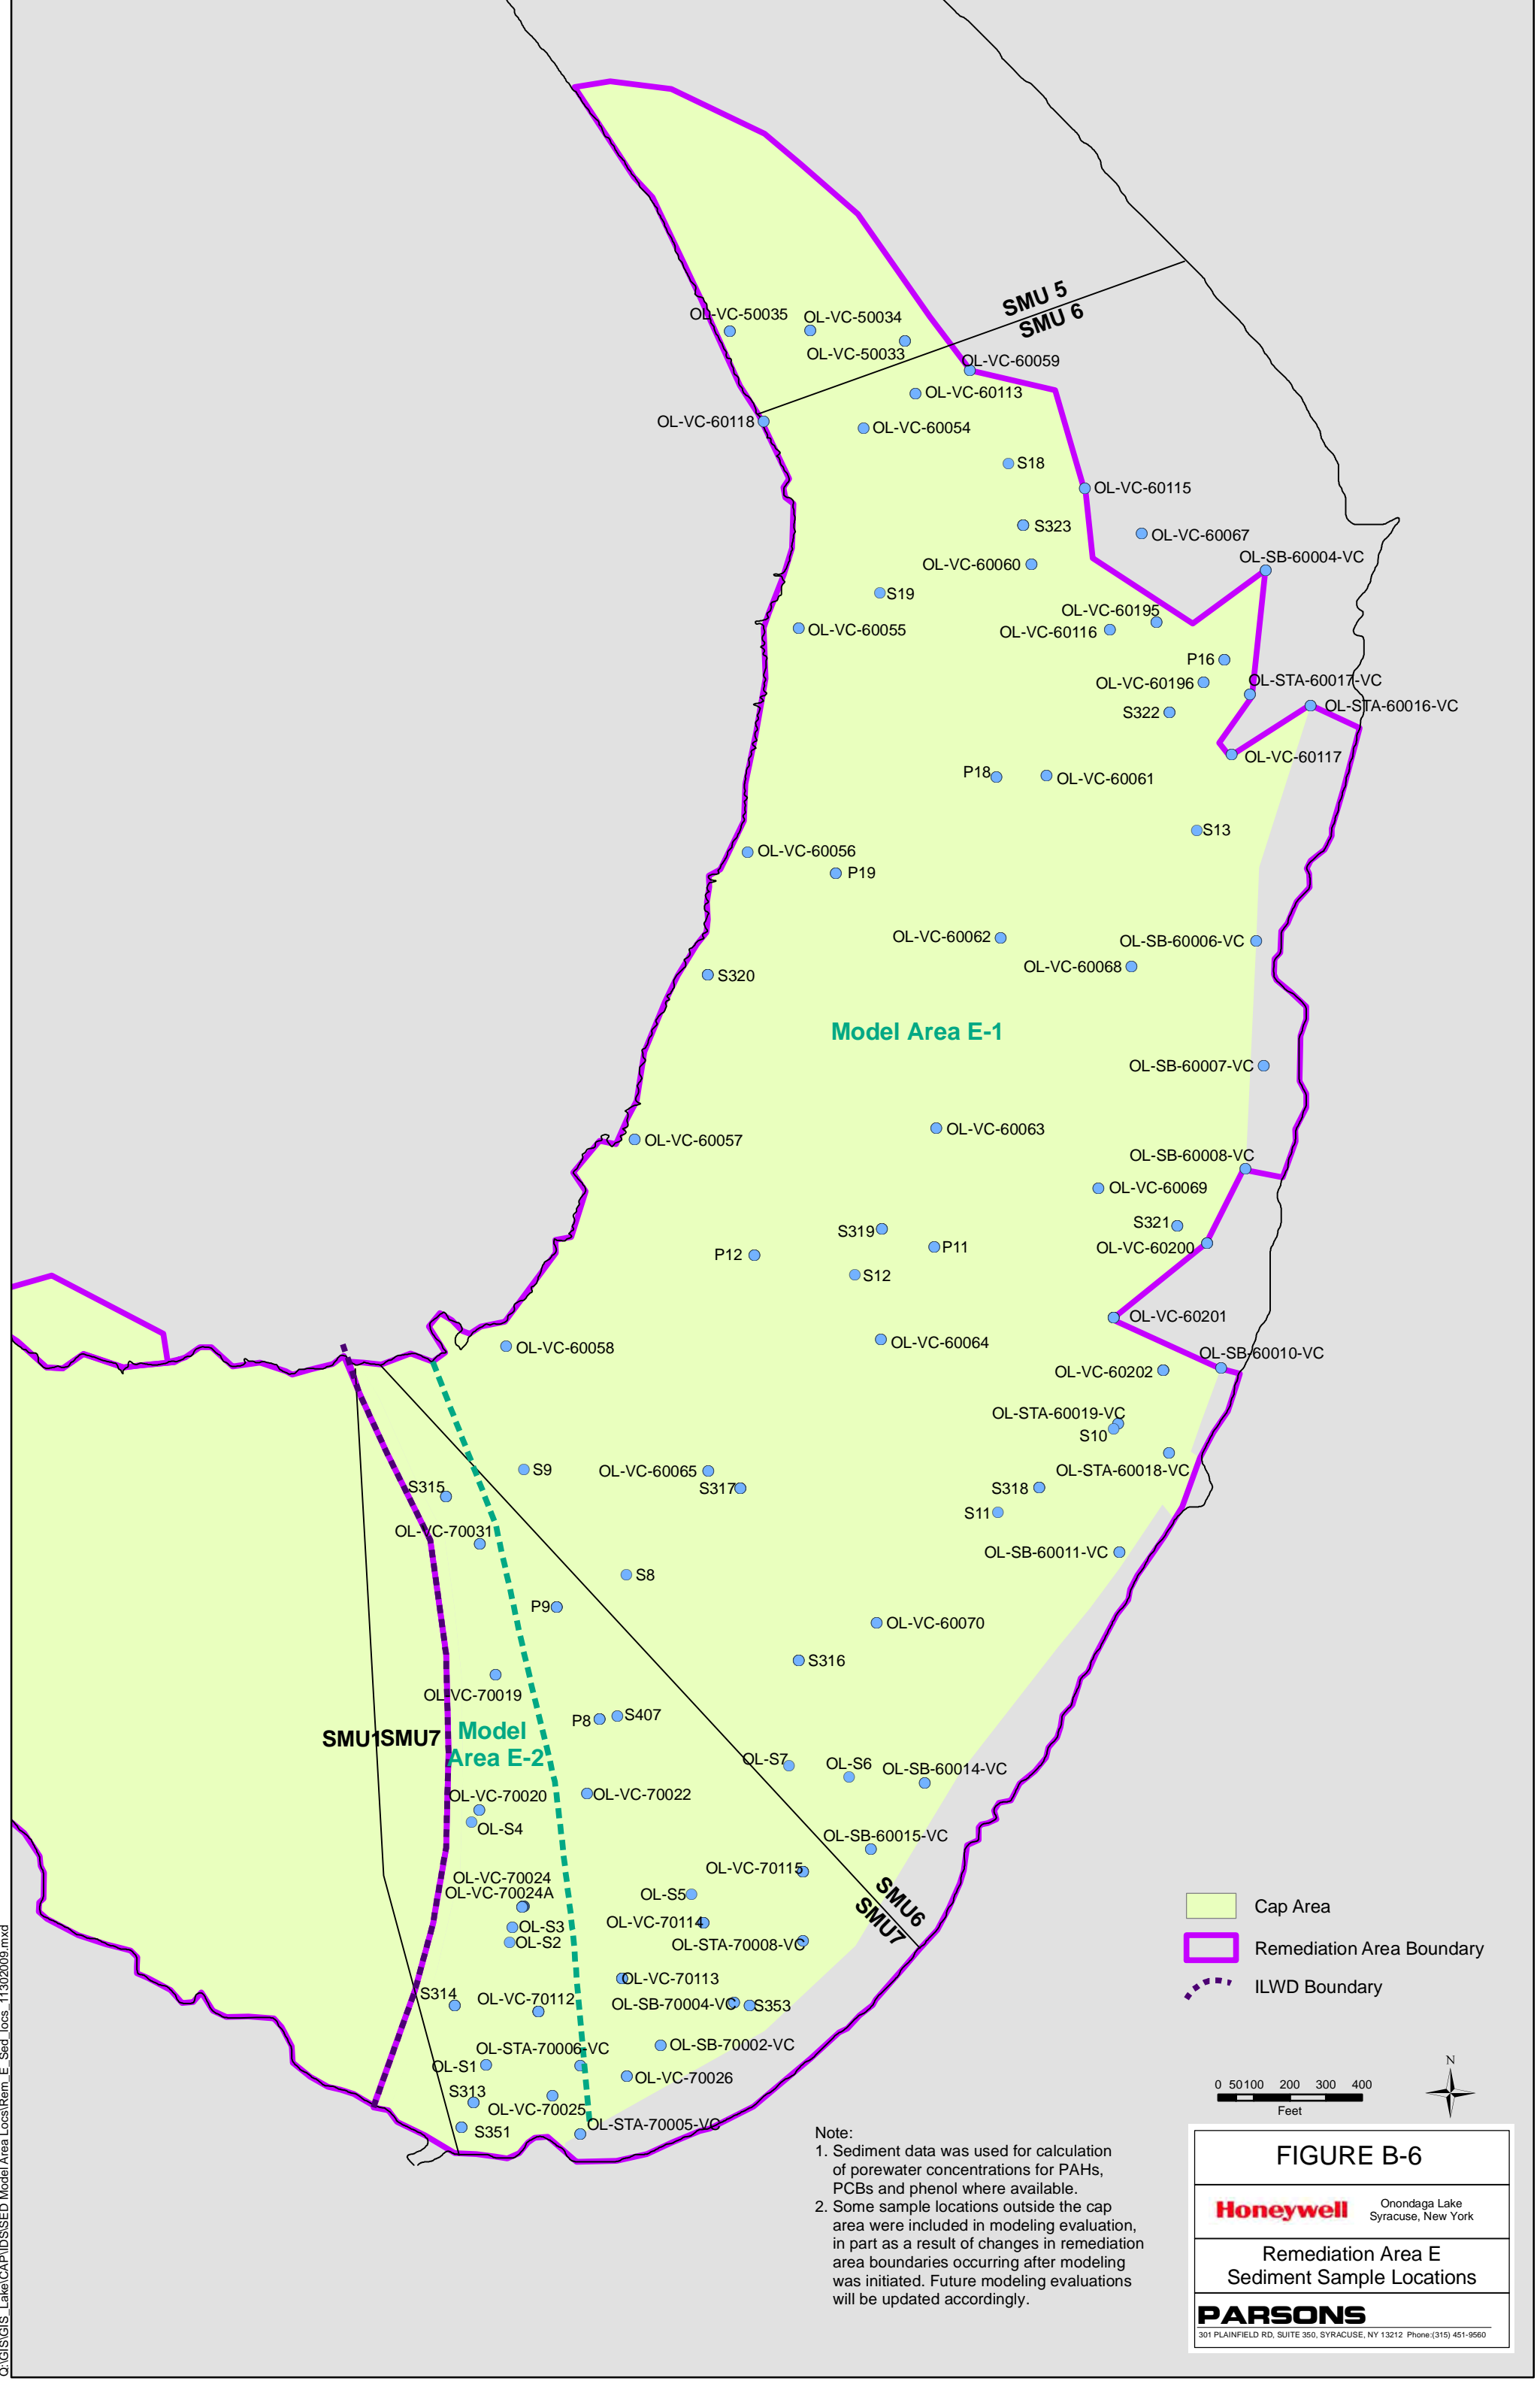 SMU 5
SMU 6
OL-VC-50035
OL-VC-50034
OL-VC-50033
OL-VC-60059
OL-VC-60113
OL-VC-60118
OL-VC-60054
S18
OL-VC-60115
S323
OL-VC-60067
OL-SB-60004-VC
OL-VC-60060
S19
OL-VC-60195
OL-VC-60055
OL-VC-60116
P16
OL-VC-60196
OL-STA-60017-VC
OL-STA-60016-VC
S322
OL-VC-60117
P18
OL-VC-60061
S13
OL-VC-60056
P19
OL-VC-60062
OL-SB-60006-VC
OL-VC-60068
S320
Model Area E-1
OL-SB-60007-VC
OL-VC-60063
OL-VC-60057
OL-SB-60008-VC
OL-VC-60069
S321
S319
OL-VC-60200
P11
P12
S12
OL-VC-60201
OL-VC-60064
OL-VC-60058
OL-SB-60010-VC
OL-VC-60202
OL-STA-60019-VC
S10
S9
OL-VC-60065
OL-STA-60018-VC
S315
S317
S318
S11
OL-VC-70031
OL-SB-60011-VC
S8
P9
OL-VC-60070
S316
OL-VC-70019
P8
S407
SMU1
SMU7
Model
Area E-2
OL-S7
OL-S6
OL-SB-60014-VC
OL-VC-70020
OL-VC-70022
OL-S4
OL-SB-60015-VC
OL-VC-70115
OL-VC-70024
OL-VC-70024A
OL-S5
SMU6
SMU7
OL-S3
OL-VC-70114
OL-S2
OL-STA-70008-VC
OL-VC-70113
S314
OL-VC-70112
OL-SB-70004-VC
S353
OL-STA-70006-VC
OL-SB-70002-VC
OL-S1
OL-VC-70026
S313
OL-VC-70025
OL-STA-70005-VC
S351
Cap Area
Remediation Area Boundary
ILWD Boundary
N
0 50 100 200 300 400
Feet
Note:
1. Sediment data was used for calculation
of porewater concentrations for PAHs,
PCBs and phenol where available.
2. Some sample locations outside the cap
area were included in modeling evaluation,
in part as a result of changes in remediation
area boundaries occurring after modeling
was initiated. Future modeling evaluations
will be updated accordingly.
FIGURE B-6
Honeywell
Onondaga Lake
Syracuse, New York
Remediation Area E
Sediment Sample Locations
PARSONS
301 PLAINFIELD RD, SUITE 350, SYRACUSE, NY 13212 Phone:(315) 451-9560
Q:\GIS\GIS_Lake\CAP\IDS\SED Model Area Locs\Rem_E_Sed_locs_11302009.mxd